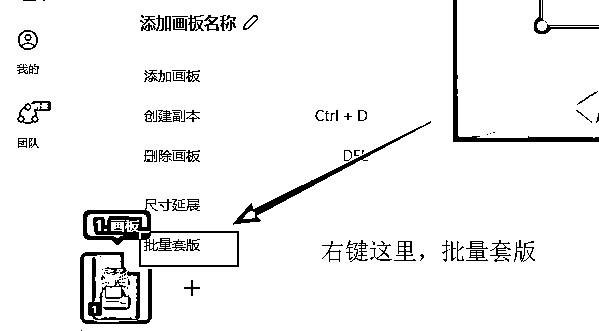 添加画板名称
我的
添加画板
创建副本 Ctrl + D
团队
删除画板 DEL
尺寸延展
1.画板
批量套版
右键这里，批量套版
1